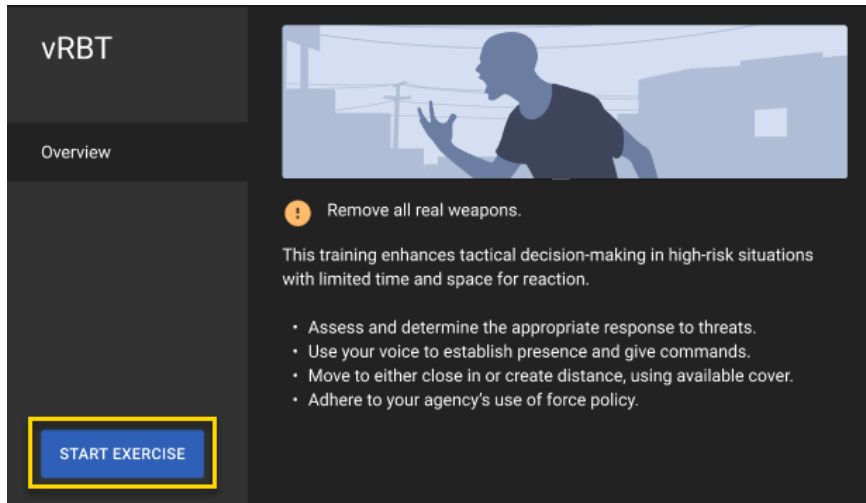 vRBT
Overview
START EXERCISE
! Remove all real weapons.
This training enhances tactical decision-making in high-risk situations
with limited time and space for reaction.
• Assess and determine the appropriate response to threats.
• Use your voice to establish presence and give commands.
• Move to either close in or create distance, using available cover.
• Adhere to your agency’s use of force policy.